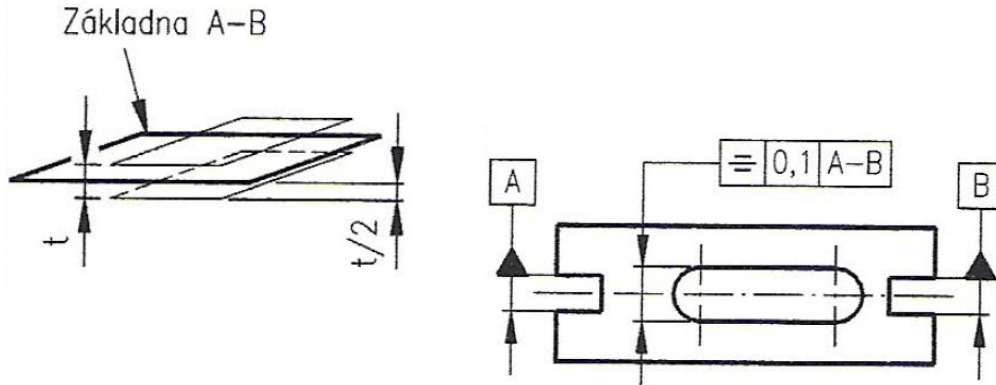 Základna A-B
t
t/2
A
⌯ 0,1 A-B
B